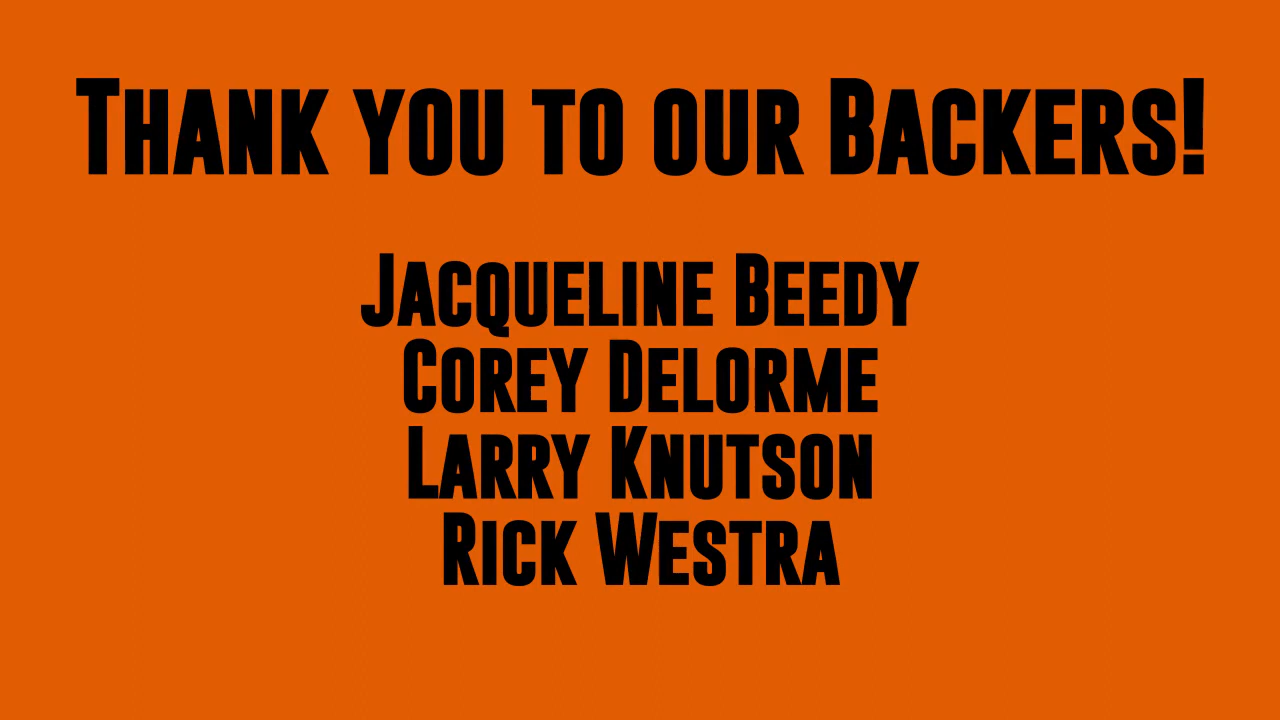 Thank you to our Backers!
Jacqueline Beedy
Corey Delorme
Larry Knutson
Rick Westra